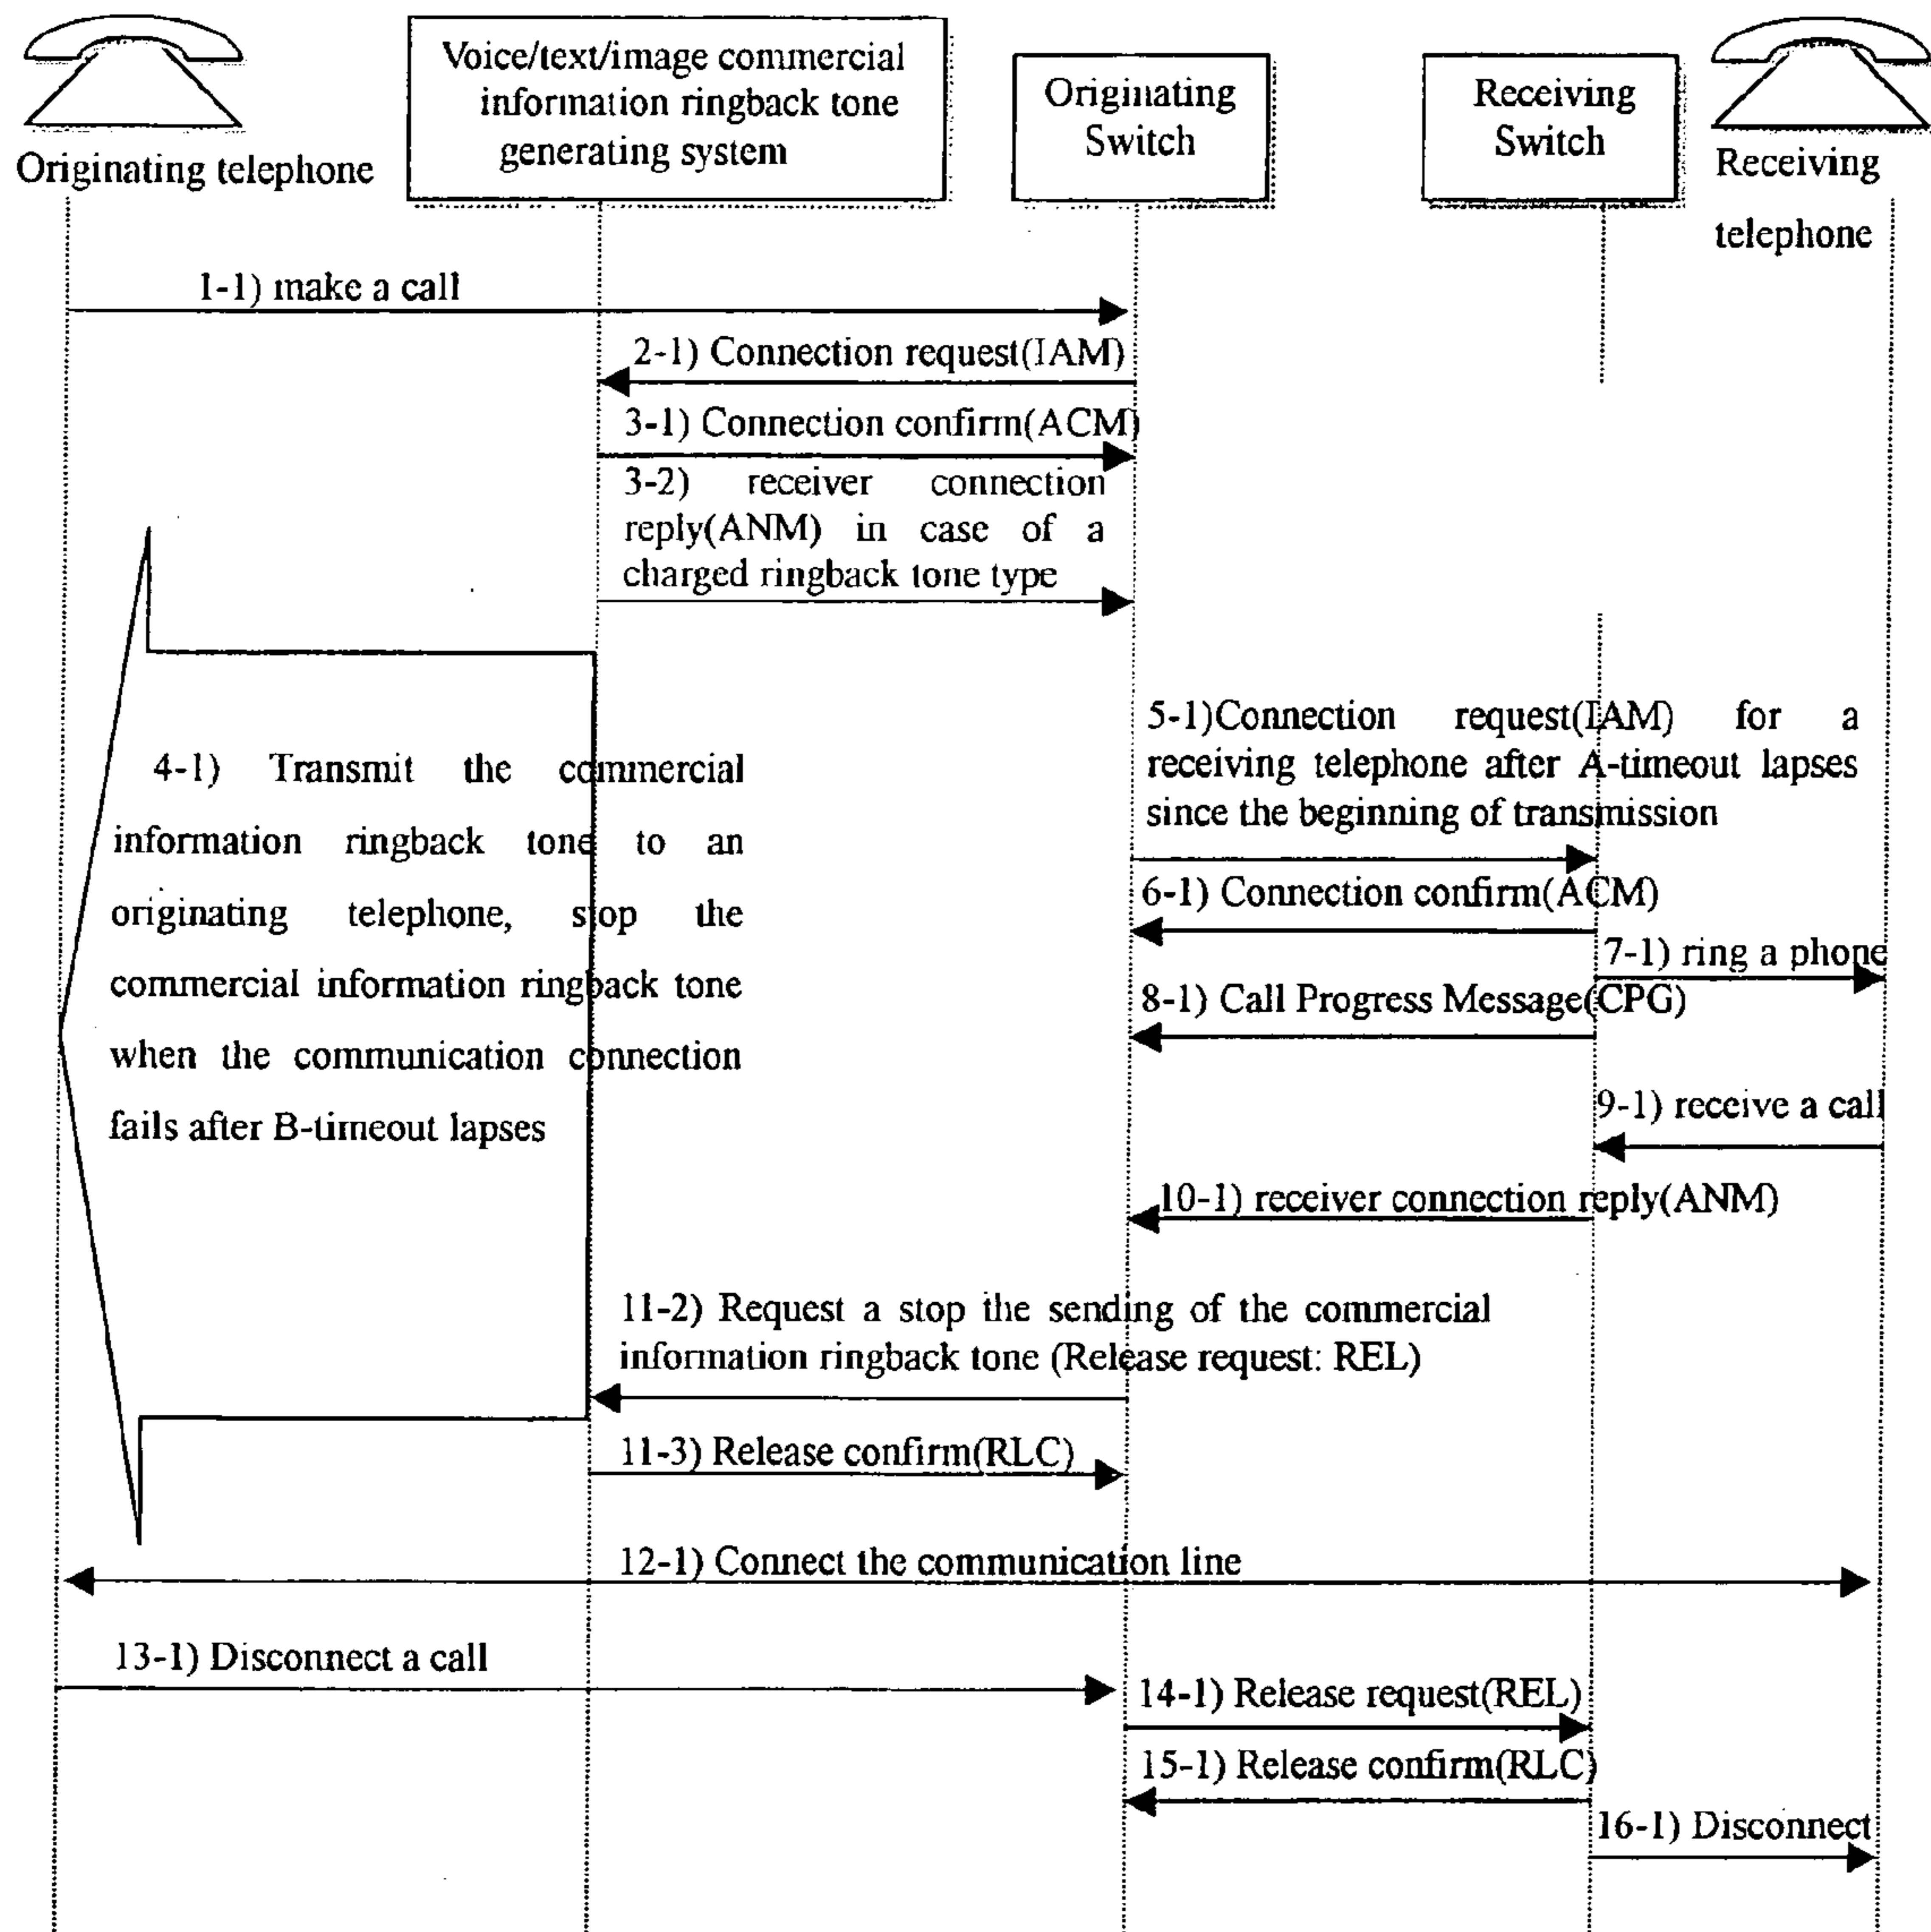 Originating telephone
Voice/text/image commercial
information ringback tone
generating system
Originating
Switch
Receiving
Switch
Receiving
telephone
1-1) make a call
2-1) Connection request(IAM)
3-1) Connection confirm(ACM)
3-2) receiver connection
reply(ANM) in case of a
charged ringback tone type
4-1) Transmit the commercial
information ringback tone to an
originating telephone, stop the
commercial information ringback tone
when the communication connection
fails after B-timeout lapses
5-1)Connection request(IAM) for a
receiving telephone after A-timeout lapses
since the beginning of transmission
6-1) Connection confirm(ACM)
7-1) ring a phone
8-1) Call Progress Message(CPG)
9-1) receive a call
10-1) receiver connection reply(ANM)
11-2) Request a stop the sending of the commercial
information ringback tone (Release request: REL)
11-3) Release confirm(RLC)
12-1) Connect the communication line
13-1) Disconnect a call
14-1) Release request(REL)
15-1) Release confirm(RLC)
16-1) Disconnect